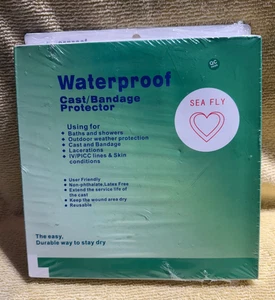 QC
Waterproof
Cast/Bandage
Protector
SEA FLY
Using for
Baths and showers
Outdoor weather protection
Cast and Bandage
Lacerations
IV/PICC lines & Skin
conditions
User Friendly
Non-phthalate,Latex Free
Extend the service life of
the cast
Keep the wound area dry
Reusable
The easy,
Durable way to stay dry